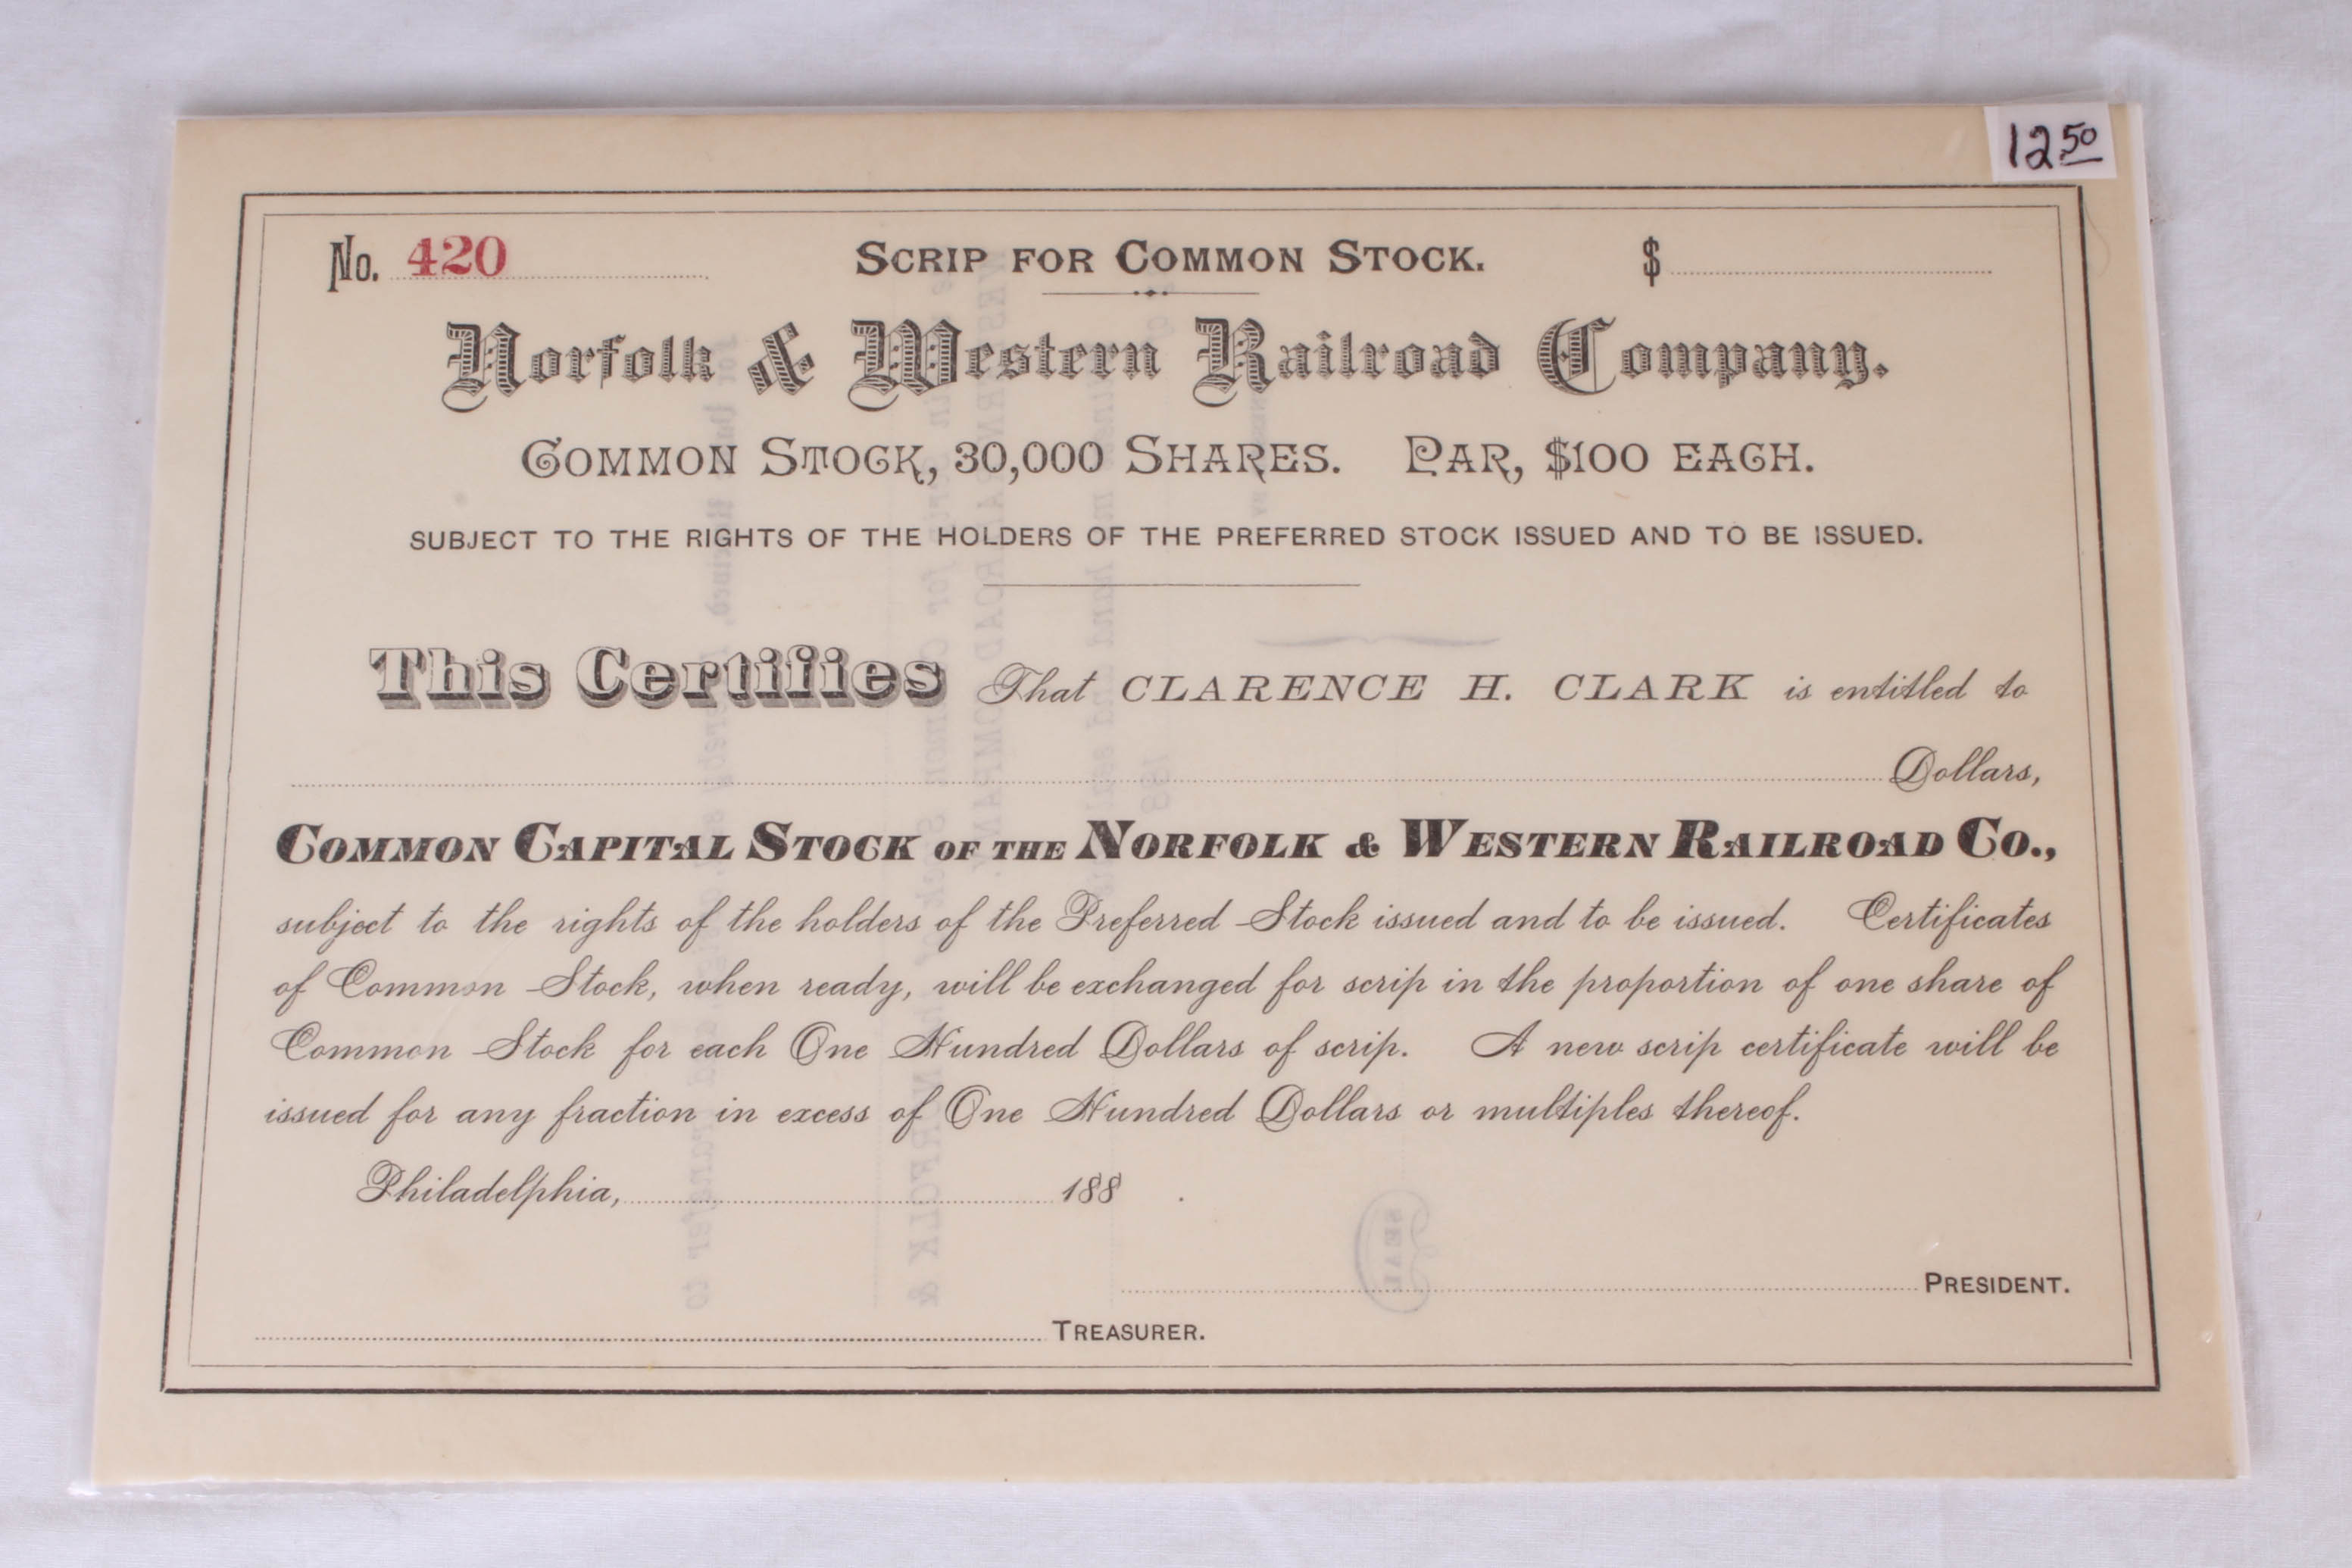 12 50
No. 420 SCRIP FOR COMMON STOCK. $
Norfolk & Western Railroad Company.
COMMON STOCK, 30,000 SHARES. PAR, $100 EACH.
SUBJECT TO THE RIGHTS OF THE HOLDERS OF THE PREFERRED STOCK ISSUED AND TO BE ISSUED.
This Certifies That CLARENCE H. CLARK is entitled to
Dollars,
COMMON CAPITAL STOCK OF THE NORFOLK & WESTERN RAILROAD CO.,
subject to the rights of the holders of the Preferred Stock issued and to be issued. Certificates
of Common Stock, when ready, will be exchanged for scrip in the proportion of one share of
Common Stock for each One Hundred Dollars of scrip. A new scrip certificate will be
issued for any fraction in excess of One Hundred Dollars or multiples thereof.
Philadelphia, 188 .
PRESIDENT.
TREASURER.